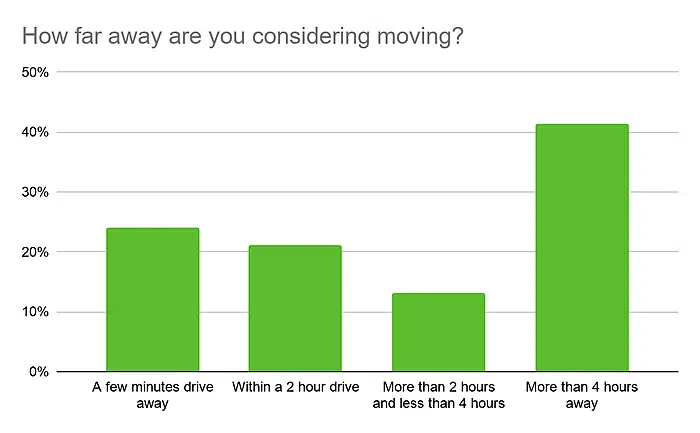 How far away are you considering moving?
50%
40%
30%
20%
10%
0%
A few minutes drive
away
Within a 2 hour drive
More than 2 hours
and less than 4 hours
More than 4 hours
away